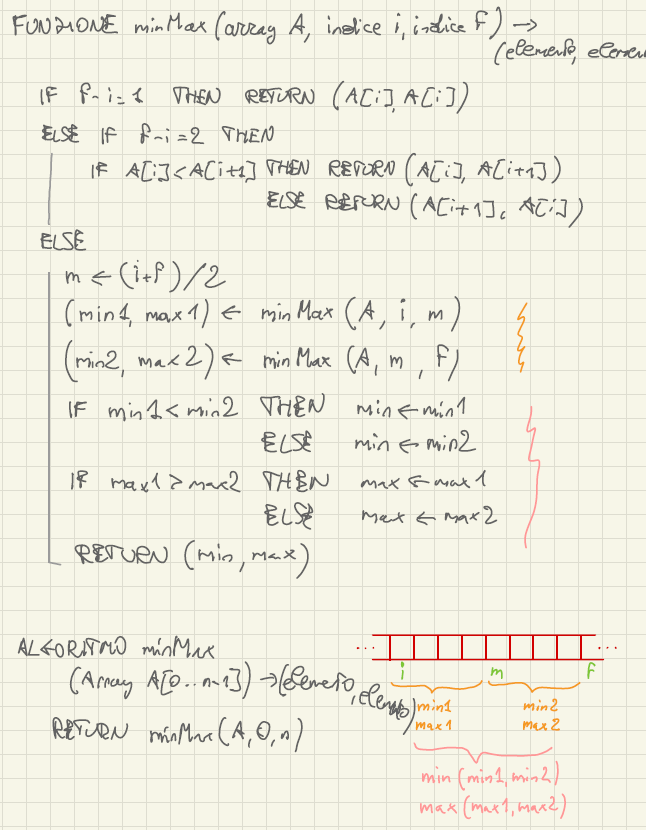 FUNZIONE minMax (array A, indice i, indice f) →
(elemento, elemen
IF f-i=1 THEN RETURN (A[i], A[i])
ELSE IF f-i=2 THEN
IF A[i]<A[i+1] THEN RETURN (A[i], A[i+1])
ELSE RETURN (A[i+1], A[i])
ELSE
m ← (i+f)/2
(min1, max1) ← minMax (A, i, m)
(min2, max2) ← minMax (A, m, f)
IF min1 < min2 THEN min ← min1
ELSE min ← min2
IF max1 > max2 THEN max ← max1
ELSE max ← max2
RETURN (min, max)
ALGORITMO minMax
(Array A[0..n-1]) → (elemento, elemento)
RETURN minMax (A, 0, n)
... ...
i m f
min1 min2
max1 max2
min (min1, min2)
max (max1, max2)